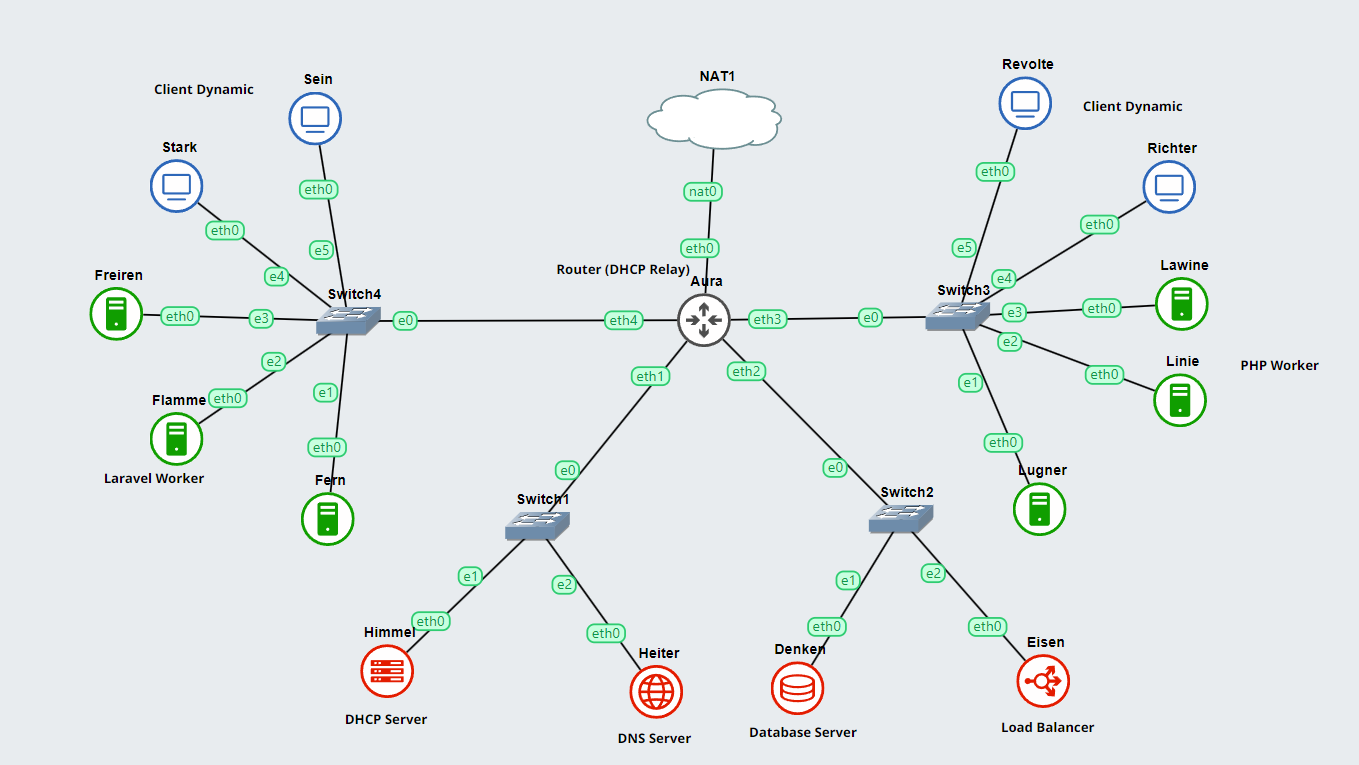 Revolte
NAT1
Sein
Client Dynamic
Client Dynamic
Stark
Richter
eth0
eth0
nat0
eth0
eth0
e5
eth0
e5
Lawine
Router (DHCP Relay)
Freiren
e4
e4
Aura
Switch4
Switch3
eth0
e3
e0
eth4
eth3
e0
e3
eth0
e2
e2
Linie
PHP Worker
eth1
eth2
eth0
e1
e1
Flamme
eth0
eth0
eth0
Laravel Worker
Fern
e0
e0
Lugner
Switch1
Switch2
e1
e2
e1
e2
eth0
eth0
eth0
eth0
Himmel
Heiter
Denken
Eisen
DHCP Server
DNS Server
Database Server
Load Balancer